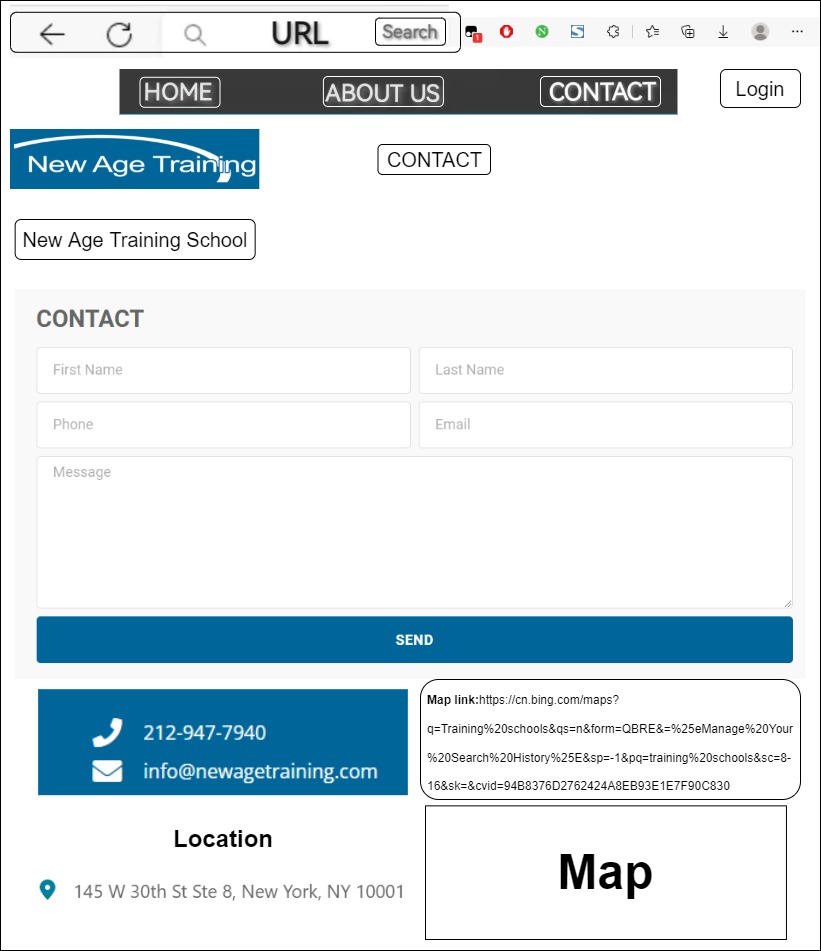 URL Search
1
HOME ABOUT US CONTACT Login
New Age Training
CONTACT
New Age Training School
CONTACT
First Name Last Name
Phone Email
Message
SEND
212-947-7940
info@newagetraining.com
Map link:https://cn.bing.com/maps?
q=Training%20schools&qs=n&form=QBRE&=%25eManage%20Your
%20Search%20History%25E&sp=-1&pq=training%20schools&sc=8-
16&sk=&cvid=94B8376D2762424A8EB93E1E7F90C830
Location
145 W 30th St Ste 8, New York, NY 10001
Map